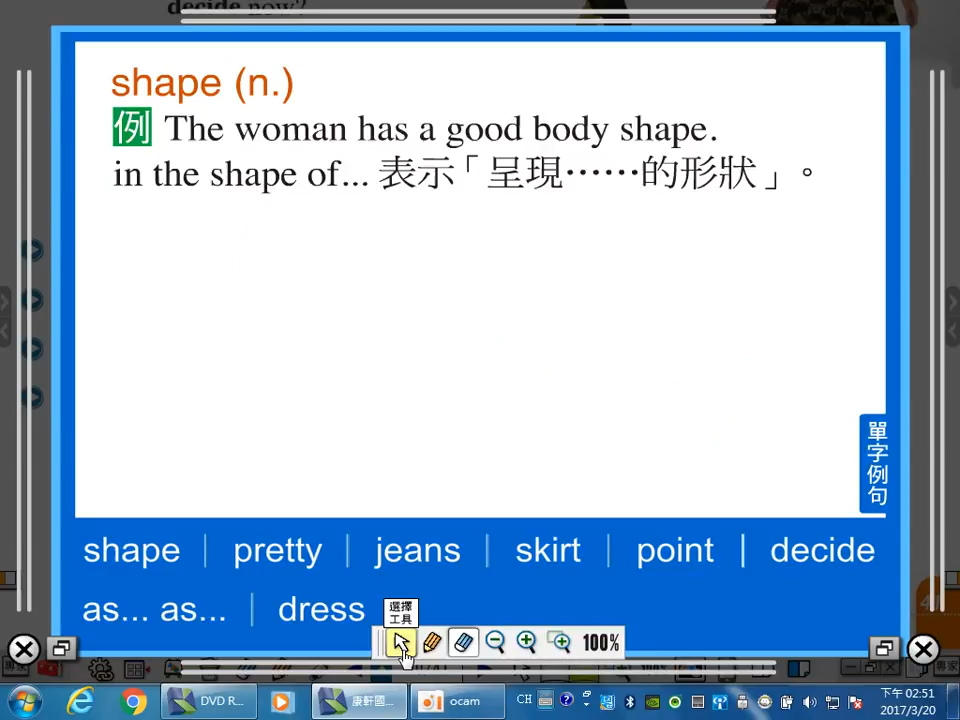 decide now?
shape (n.)
例 The woman has a good body shape.
in the shape of... 表示「呈現……的形狀」。
單字例句
shape | pretty | jeans | skirt | point | decide
as... as... | dress
選擇工具
100%
DVD R...
康軒國...
ocam
CH
下午 02:51
2017/3/20